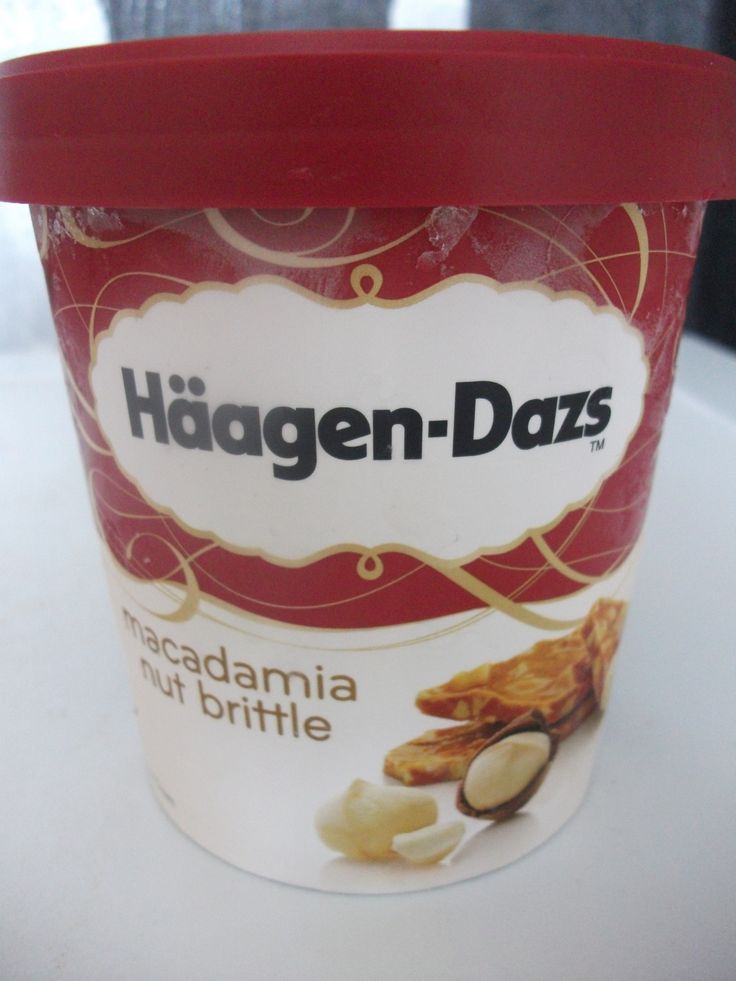 Häagen-Dazs
TM
macadamia
nut brittle